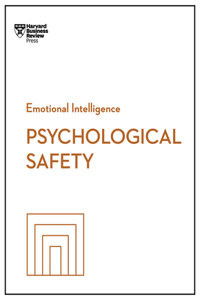 Harvard
Business
Review
Press
Emotional Intelligence
PSYCHOLOGICAL
SAFETY